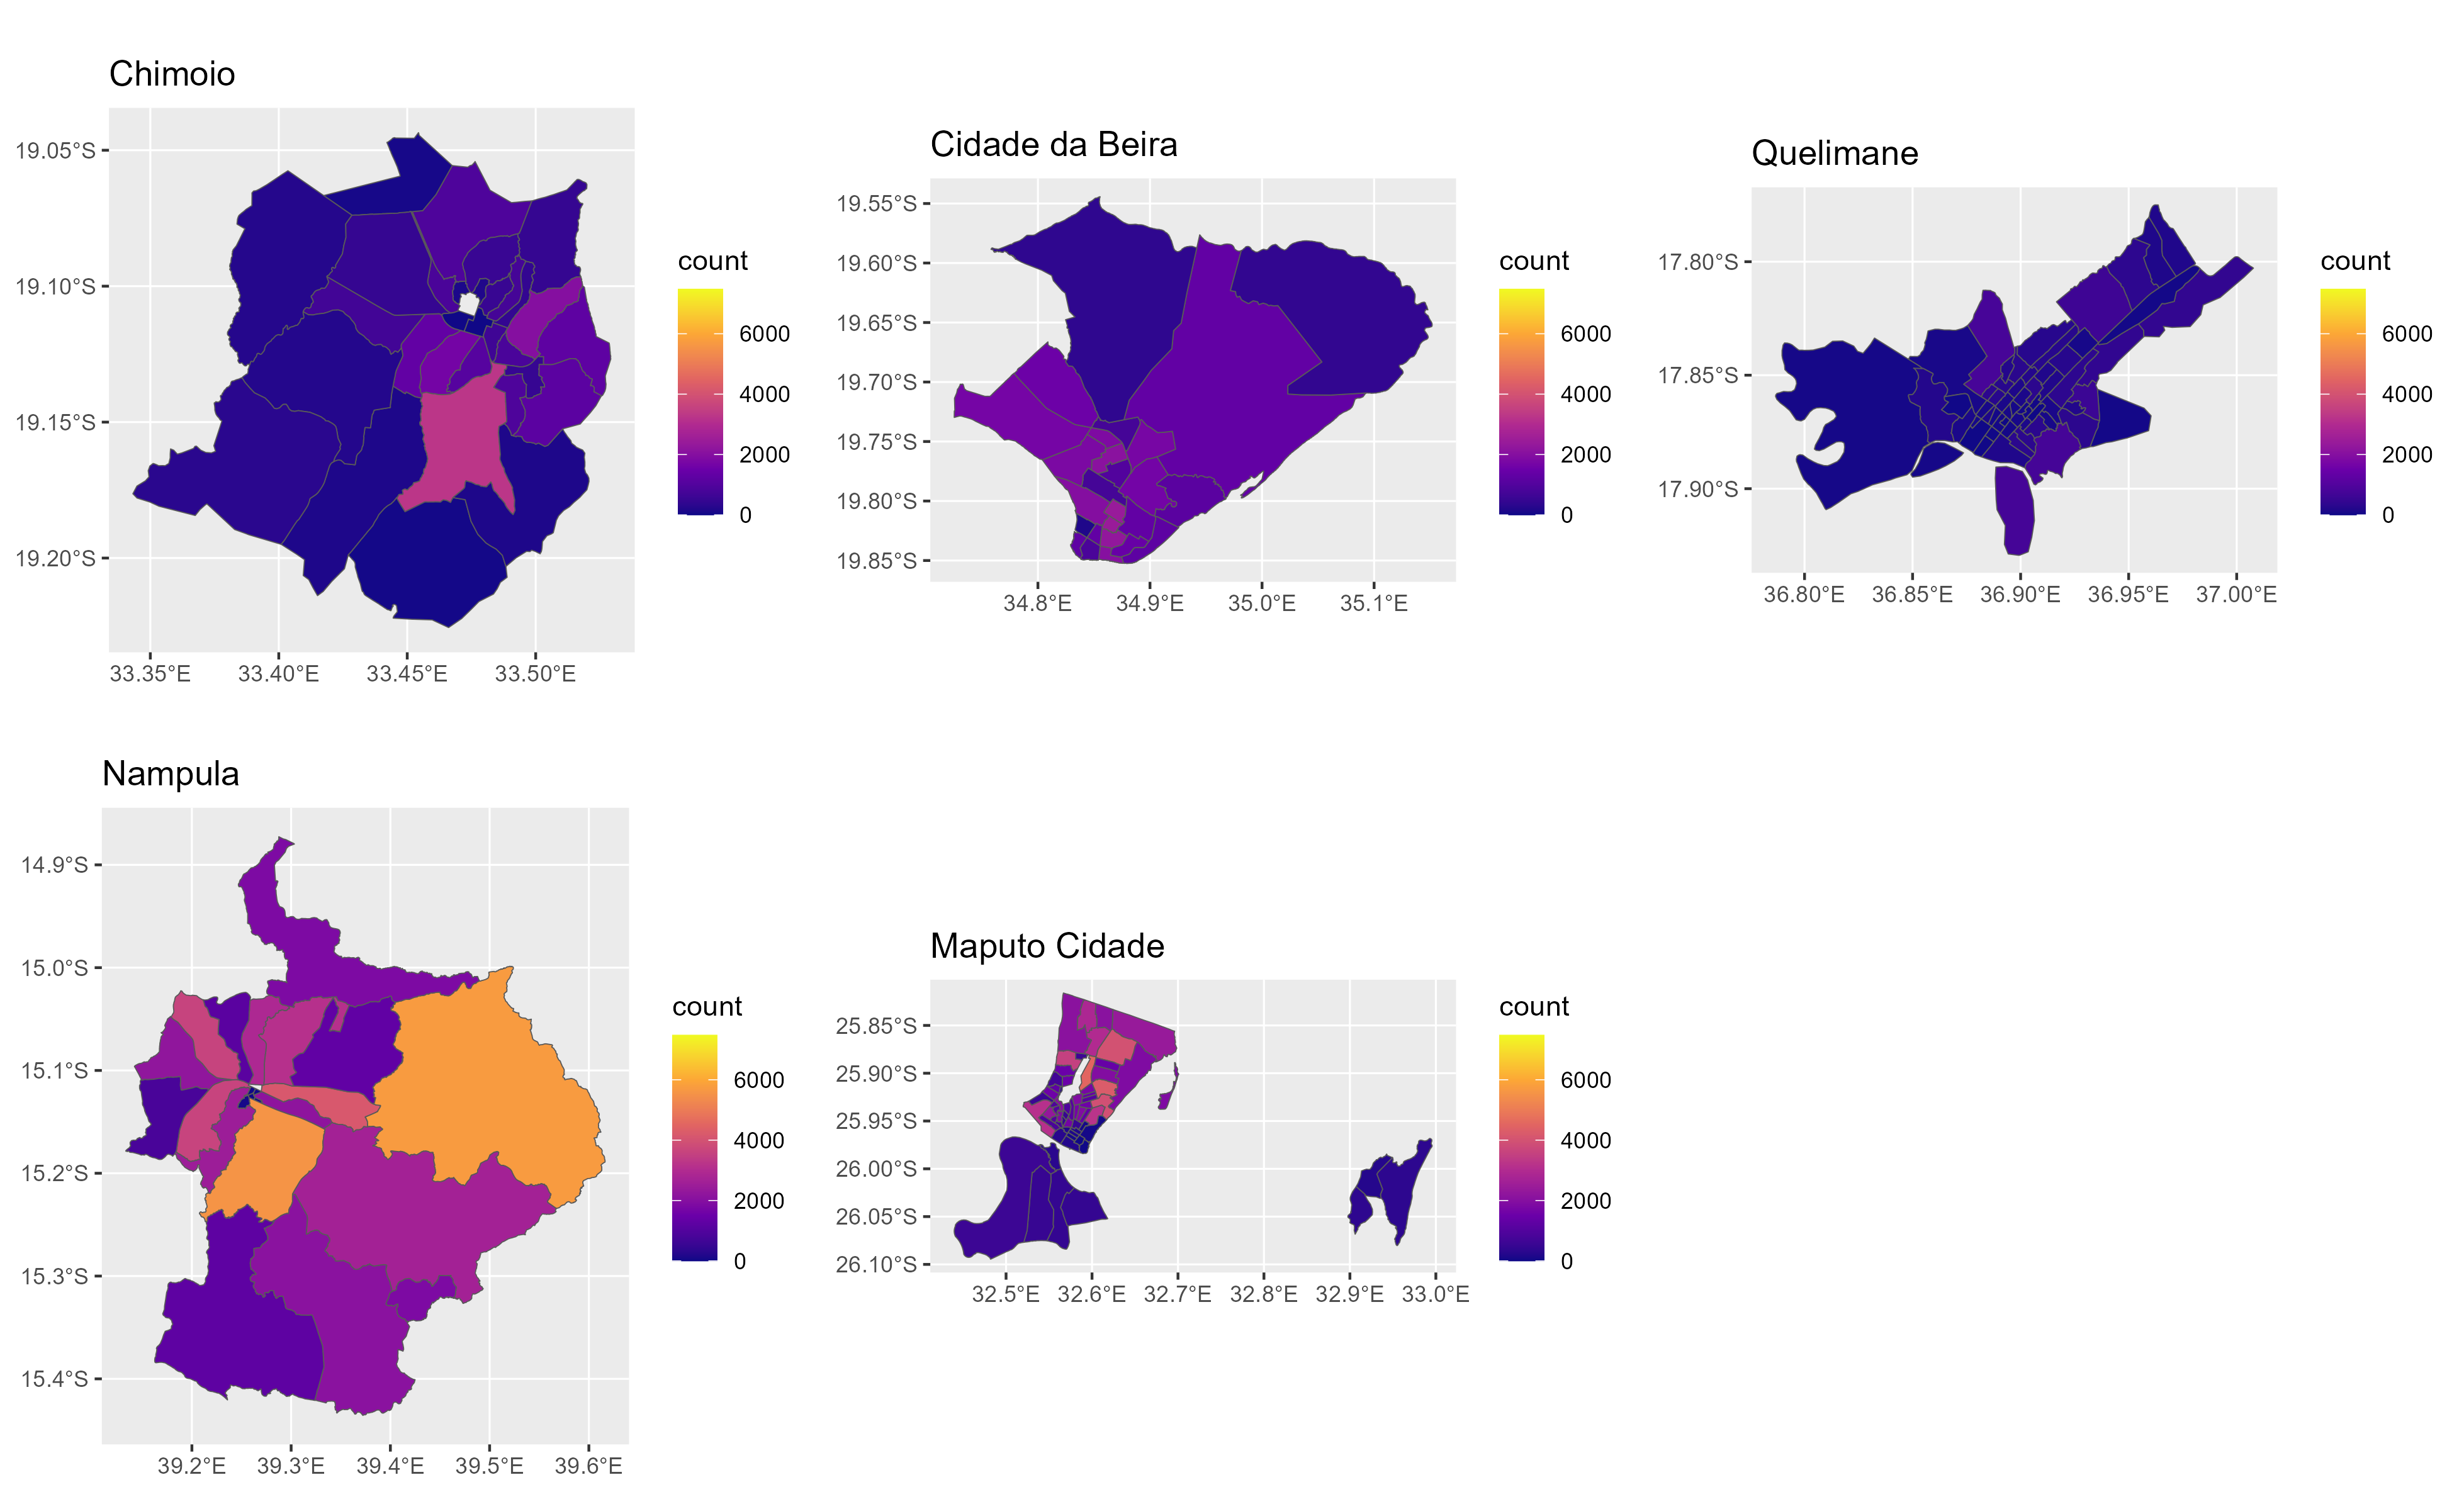 Chimoio
19.05°S
19.10°S
19.15°S
19.20°S
33.35°E 33.40°E 33.45°E 33.50°E
count
6000
4000
2000
0
Cidade da Beira
19.55°S
19.60°S
19.65°S
19.70°S
19.75°S
19.80°S
19.85°S
34.8°E 34.9°E 35.0°E 35.1°E
count
6000
4000
2000
0
Quelimane
17.80°S
17.85°S
17.90°S
36.80°E 36.85°E 36.90°E 36.95°E 37.00°E
count
6000
4000
2000
0
Nampula
14.9°S
15.0°S
15.1°S
15.2°S
15.3°S
15.4°S
39.2°E 39.3°E 39.4°E 39.5°E 39.6°E
count
6000
4000
2000
0
Maputo Cidade
25.85°S
25.90°S
25.95°S
26.00°S
26.05°S
26.10°S
32.5°E 32.6°E 32.7°E 32.8°E 32.9°E 33.0°E
count
6000
4000
2000
0